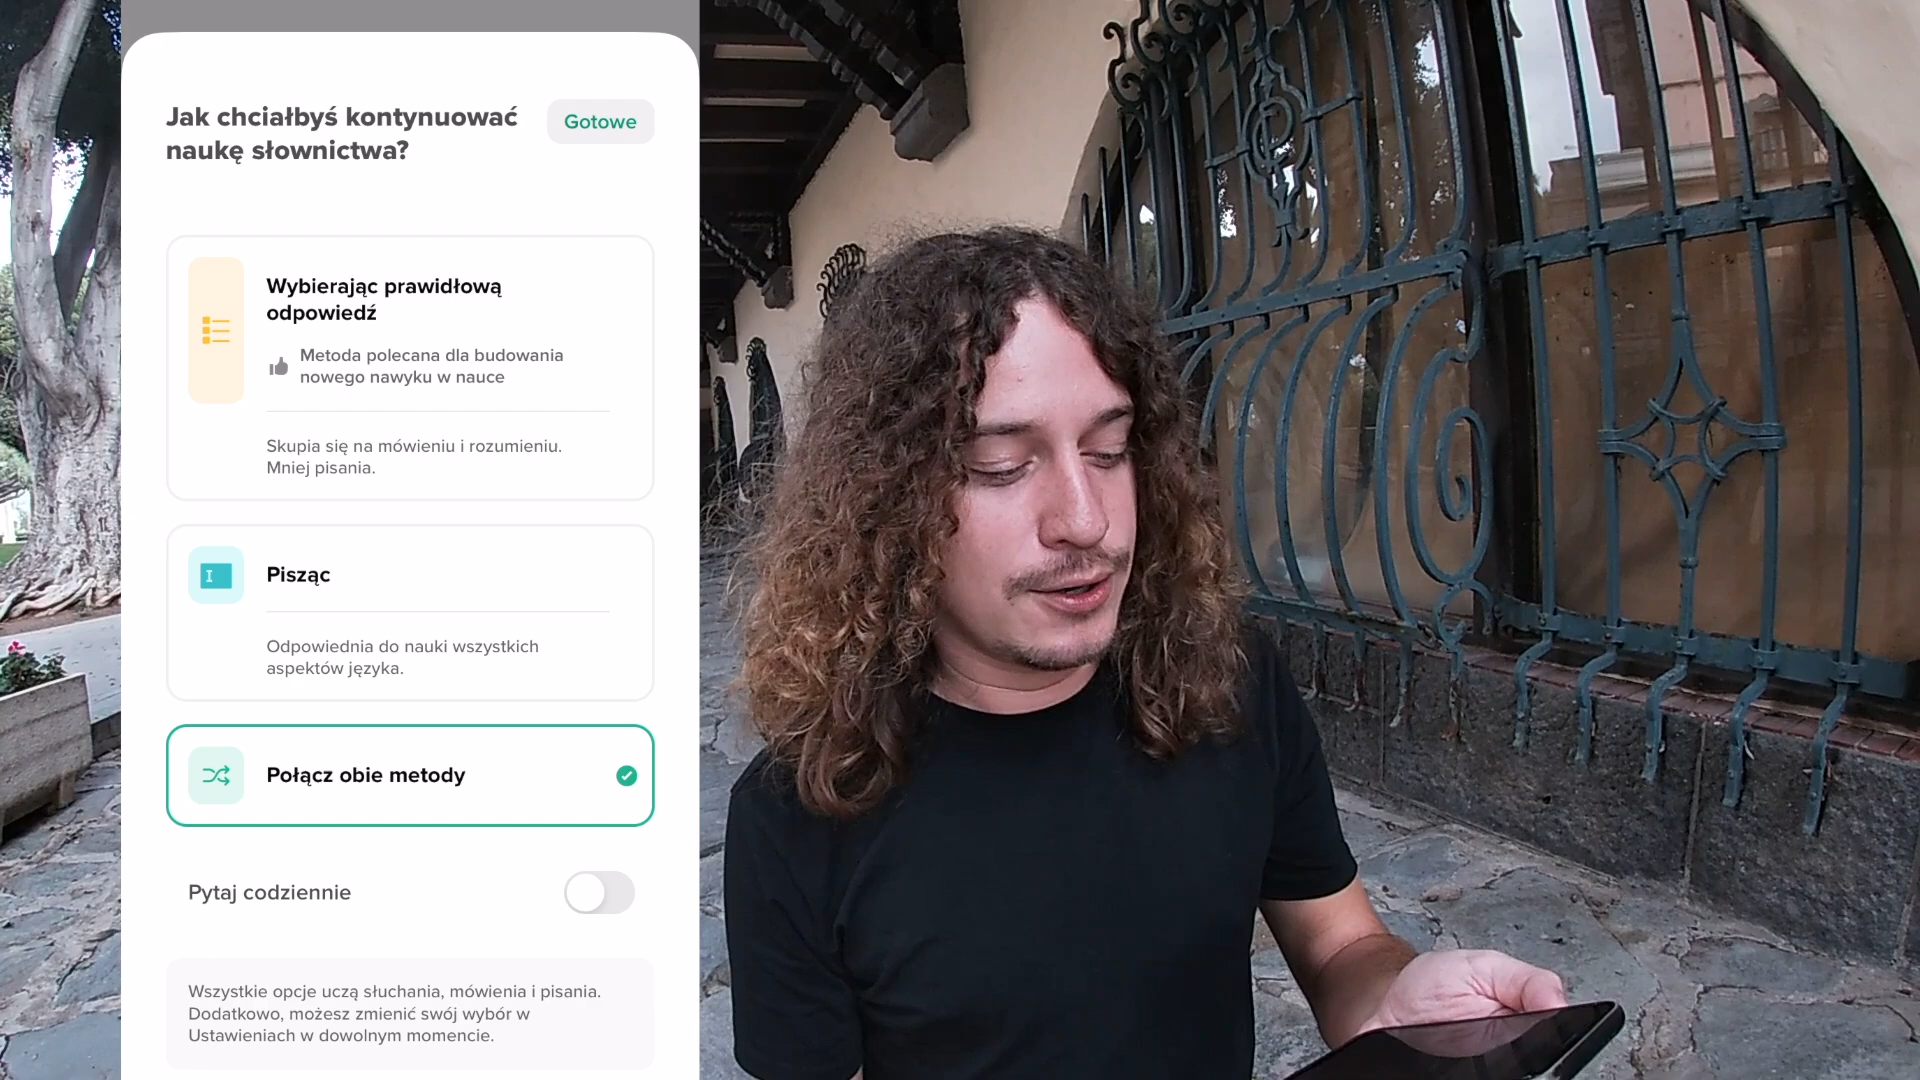 Jak chciałbyś kontynuować
naukę słownictwa?
Gotowe
Wybierając prawidłową
odpowiedź
Metoda polecana dla budowania
nowego nawyku w nauce
Skupia się na mówieniu i rozumieniu.
Mniej pisania.
Pisząc
Odpowiednia do nauki wszystkich
aspektów języka.
Połącz obie metody
Pytaj codziennie
Wszystkie opcje uczą słuchania, mówienia i pisania.
Dodatkowo, możesz zmienić swój wybór w
Ustawieniach w dowolnym momencie.